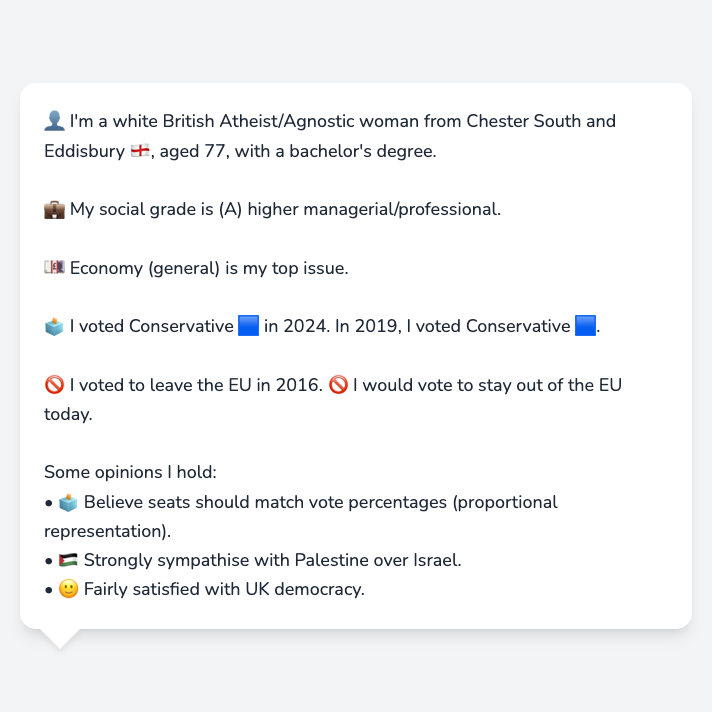 👤 I'm a white British Atheist/Agnostic woman from Chester South and
Eddisbury 🏴󠁧󠁢󠁥󠁮󠁧󠁿, aged 77, with a bachelor's degree.
💼 My social grade is (A) higher managerial/professional.
💷 Economy (general) is my top issue.
🗳️ I voted Conservative 🟦 in 2024. In 2019, I voted Conservative 🟦.
🚫 I voted to leave the EU in 2016. 🚫 I would vote to stay out of the EU
today.
Some opinions I hold:
• 🗳️ Believe seats should match vote percentages (proportional
representation).
• 🇵🇸 Strongly sympathise with Palestine over Israel.
• 🙂 Fairly satisfied with UK democracy.